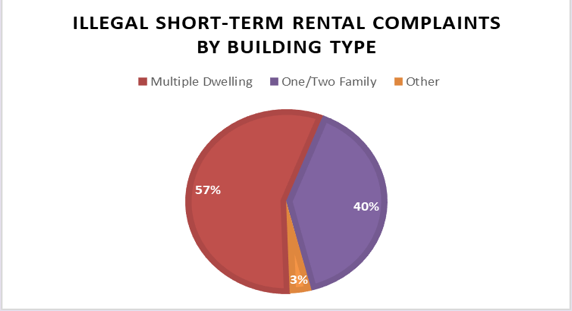 ILLEGAL SHORT-TERM RENTAL COMPLAINTS
BY BUILDING TYPE
Multiple Dwelling One/Two Family Other
57%
40%
3%